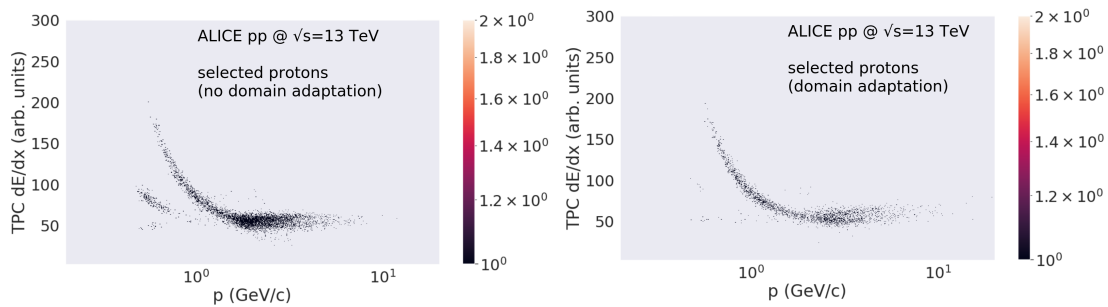 300
250
200
150
100
50
TPC dE/dx (arb. units)
ALICE pp @ √s=13 TeV
selected protons
(no domain adaptation)
10⁰
10¹
p (GeV/c)
2 × 10⁰
1.8 × 10⁰
1.6 × 10⁰
1.4 × 10⁰
1.2 × 10⁰
10⁰
300
250
200
150
100
50
TPC dE/dx (arb. units)
ALICE pp @ √s=13 TeV
selected protons
(domain adaptation)
10⁰
10¹
p (GeV/c)
2 × 10⁰
1.8 × 10⁰
1.6 × 10⁰
1.4 × 10⁰
1.2 × 10⁰
10⁰